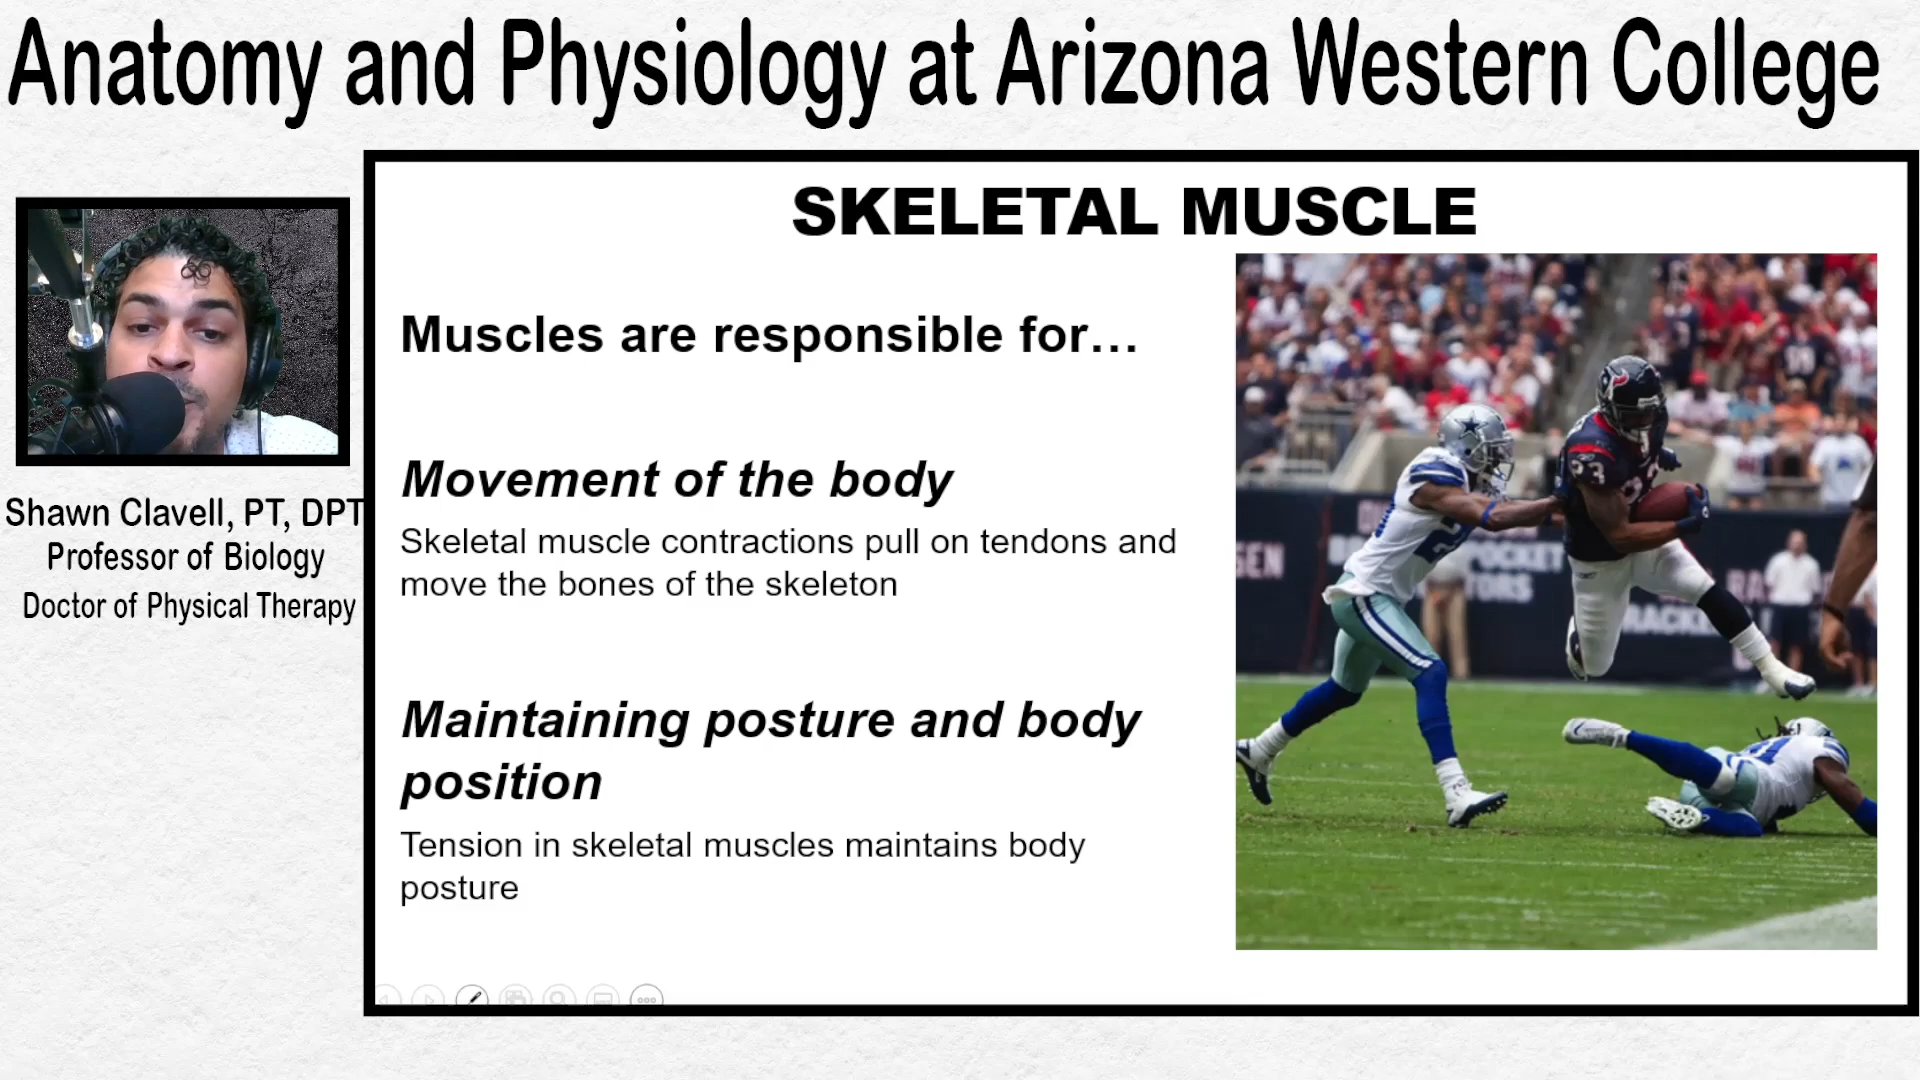 Anatomy and Physiology at Arizona Western College
Shawn Clavell, PT, DPT
Professor of Biology
Doctor of Physical Therapy
SKELETAL MUSCLE
Muscles are responsible for…
Movement of the body
Skeletal muscle contractions pull on tendons and
move the bones of the skeleton
Maintaining posture and body
position
Tension in skeletal muscles maintains body
posture
23